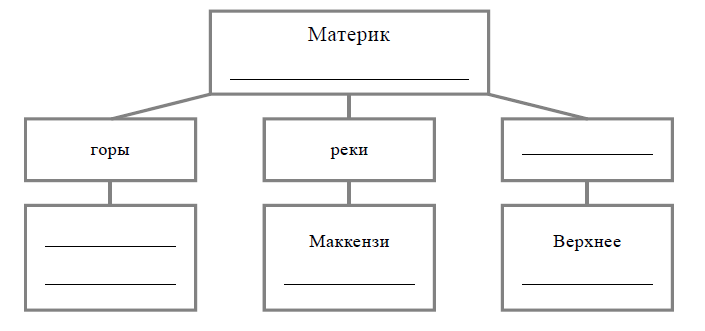 Материк
горы
реки
Маккензи
Верхнее